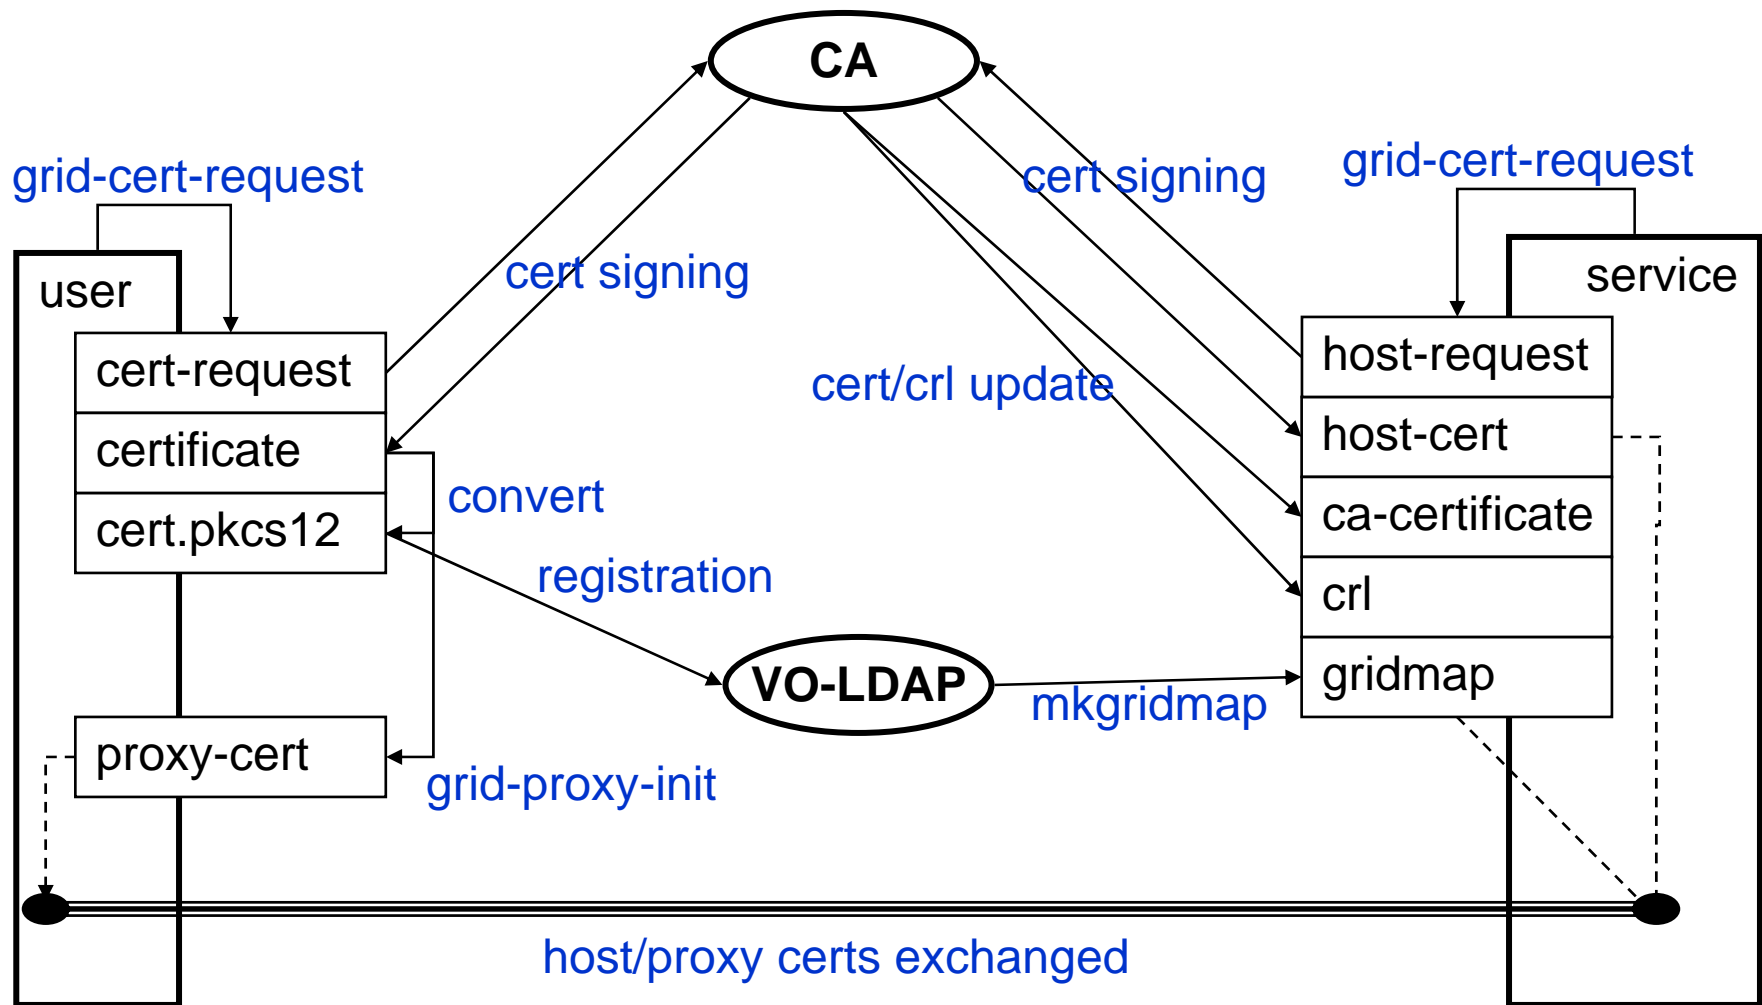 CA
grid-cert-request
cert signing
grid-cert-request
user
cert signing
service
cert-request
host-request
cert/crl update
certificate
host-cert
convert
cert.pkcs12
ca-certificate
registration
crl
VO-LDAP
gridmap
mkgridmap
proxy-cert
grid-proxy-init
host/proxy certs exchanged